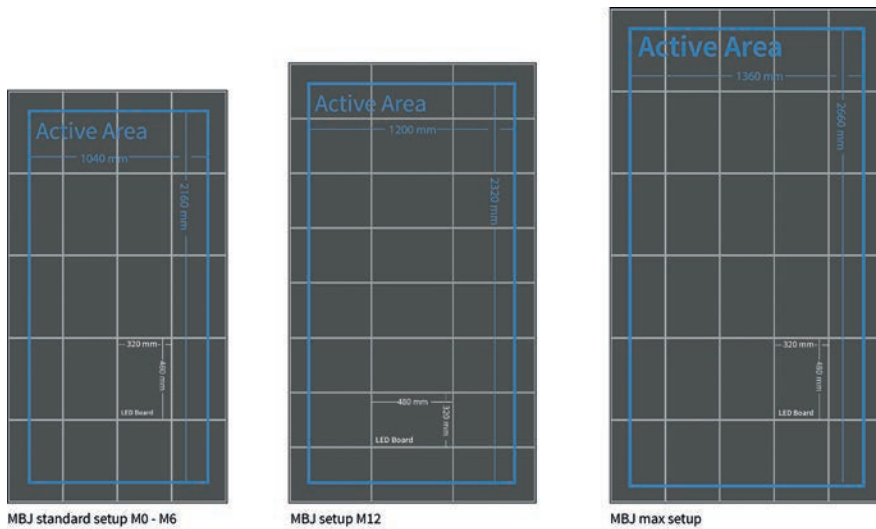 Active Area
1040 mm
2160 mm
320 mm
480 mm
LED Board
MBJ standard setup M0 - M6
Active Area
1200 mm
2320 mm
480 mm
320 mm
LED Board
MBJ setup M12
Active Area
1360 mm
2660 mm
320 mm
480 mm
LED Board
MBJ max setup